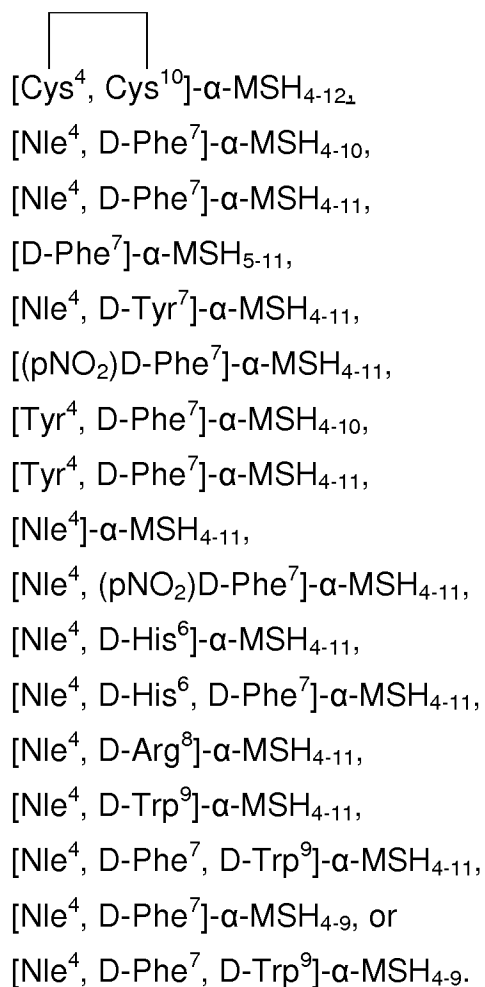 [Cys⁴, Cys¹⁰]-α-MSH₄₋₁₂,
[Nle⁴, D-Phe⁷]-α-MSH₄₋₁₀,
[Nle⁴, D-Phe⁷]-α-MSH₄₋₁₁,
[D-Phe⁷]-α-MSH₅₋₁₁,
[Nle⁴, D-Tyr⁷]-α-MSH₄₋₁₁,
[(pNO₂)D-Phe⁷]-α-MSH₄₋₁₁,
[Tyr⁴, D-Phe⁷]-α-MSH₄₋₁₀,
[Tyr⁴, D-Phe⁷]-α-MSH₄₋₁₁,
[Nle⁴]-α-MSH₄₋₁₁,
[Nle⁴, (pNO₂)D-Phe⁷]-α-MSH₄₋₁₁,
[Nle⁴, D-His⁶]-α-MSH₄₋₁₁,
[Nle⁴, D-His⁶, D-Phe⁷]-α-MSH₄₋₁₁,
[Nle⁴, D-Arg⁸]-α-MSH₄₋₁₁,
[Nle⁴, D-Trp⁹]-α-MSH₄₋₁₁,
[Nle⁴, D-Phe⁷, D-Trp⁹]-α-MSH₄₋₁₁,
[Nle⁴, D-Phe⁷]-α-MSH₄₋₉, or
[Nle⁴, D-Phe⁷, D-Trp⁹]-α-MSH₄₋₉.